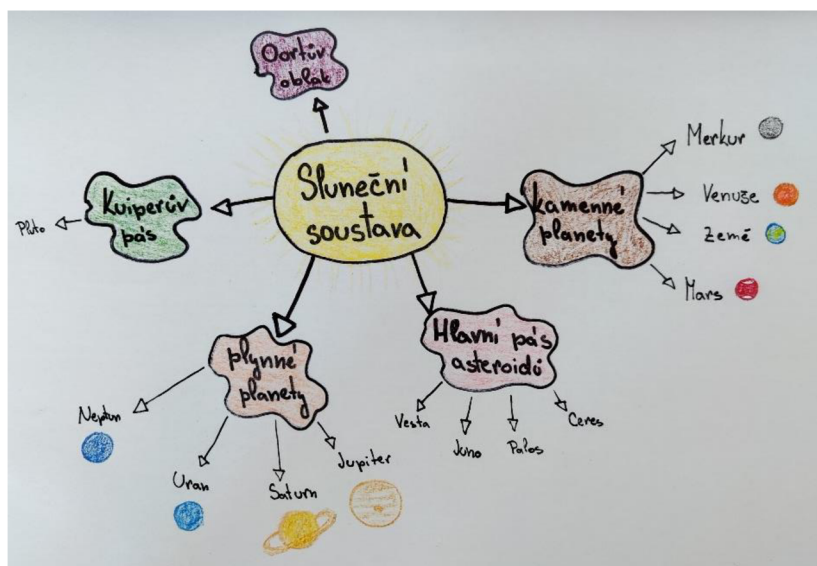 Oortův
oblak
Sluneční
soustava
Kuiperův
pás
Pluto
kamenné
planety
Merkur
Venuše
Země
Mars
plynné
planety
Neptun
Uran
Saturn
Jupiter
Hlavní pás
asteroidů
Vesta
Juno
Palos
Ceres